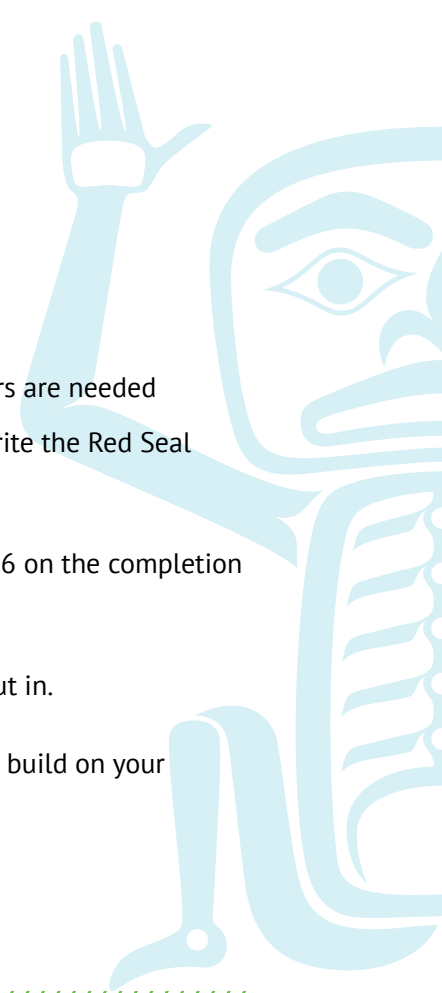 rs are needed
rite the Red Seal
6 on the completion
ut in.
build on your